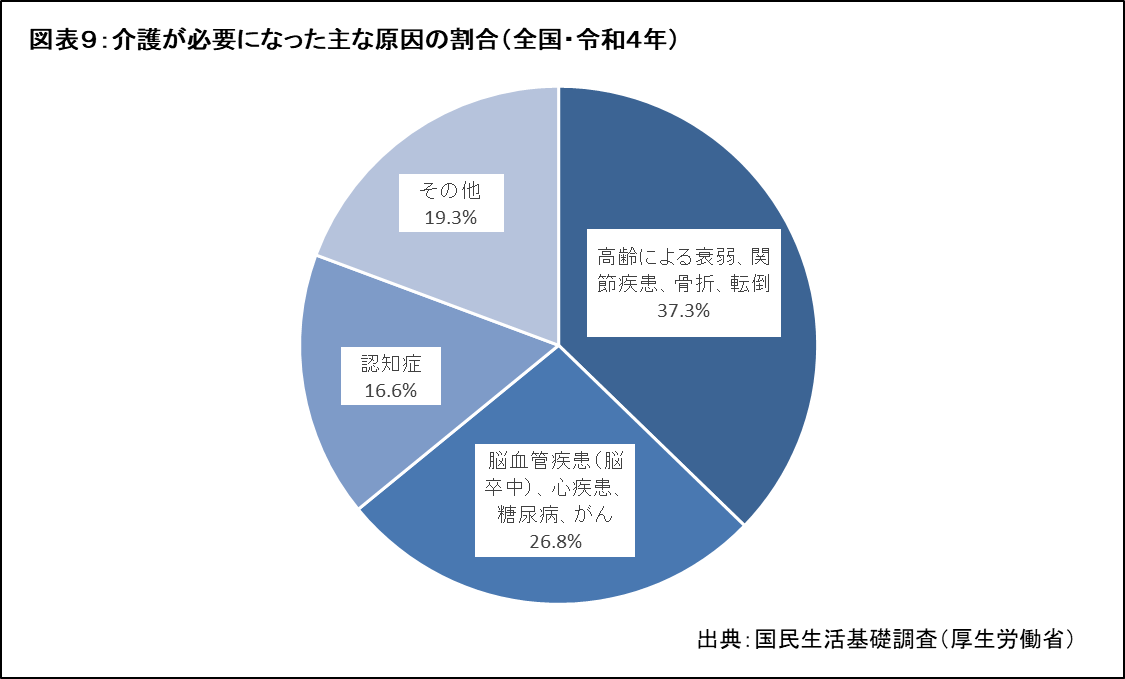 図表9：介護が必要になった主な原因の割合（全国・令和4年）
その他
19.3%
高齢による衰弱、関
節疾患、骨折、転倒
37.3%
認知症
16.6%
脳血管疾患（脳
卒中）、心疾患、
糖尿病、がん
26.8%
出典：国民生活基礎調査（厚生労働省）